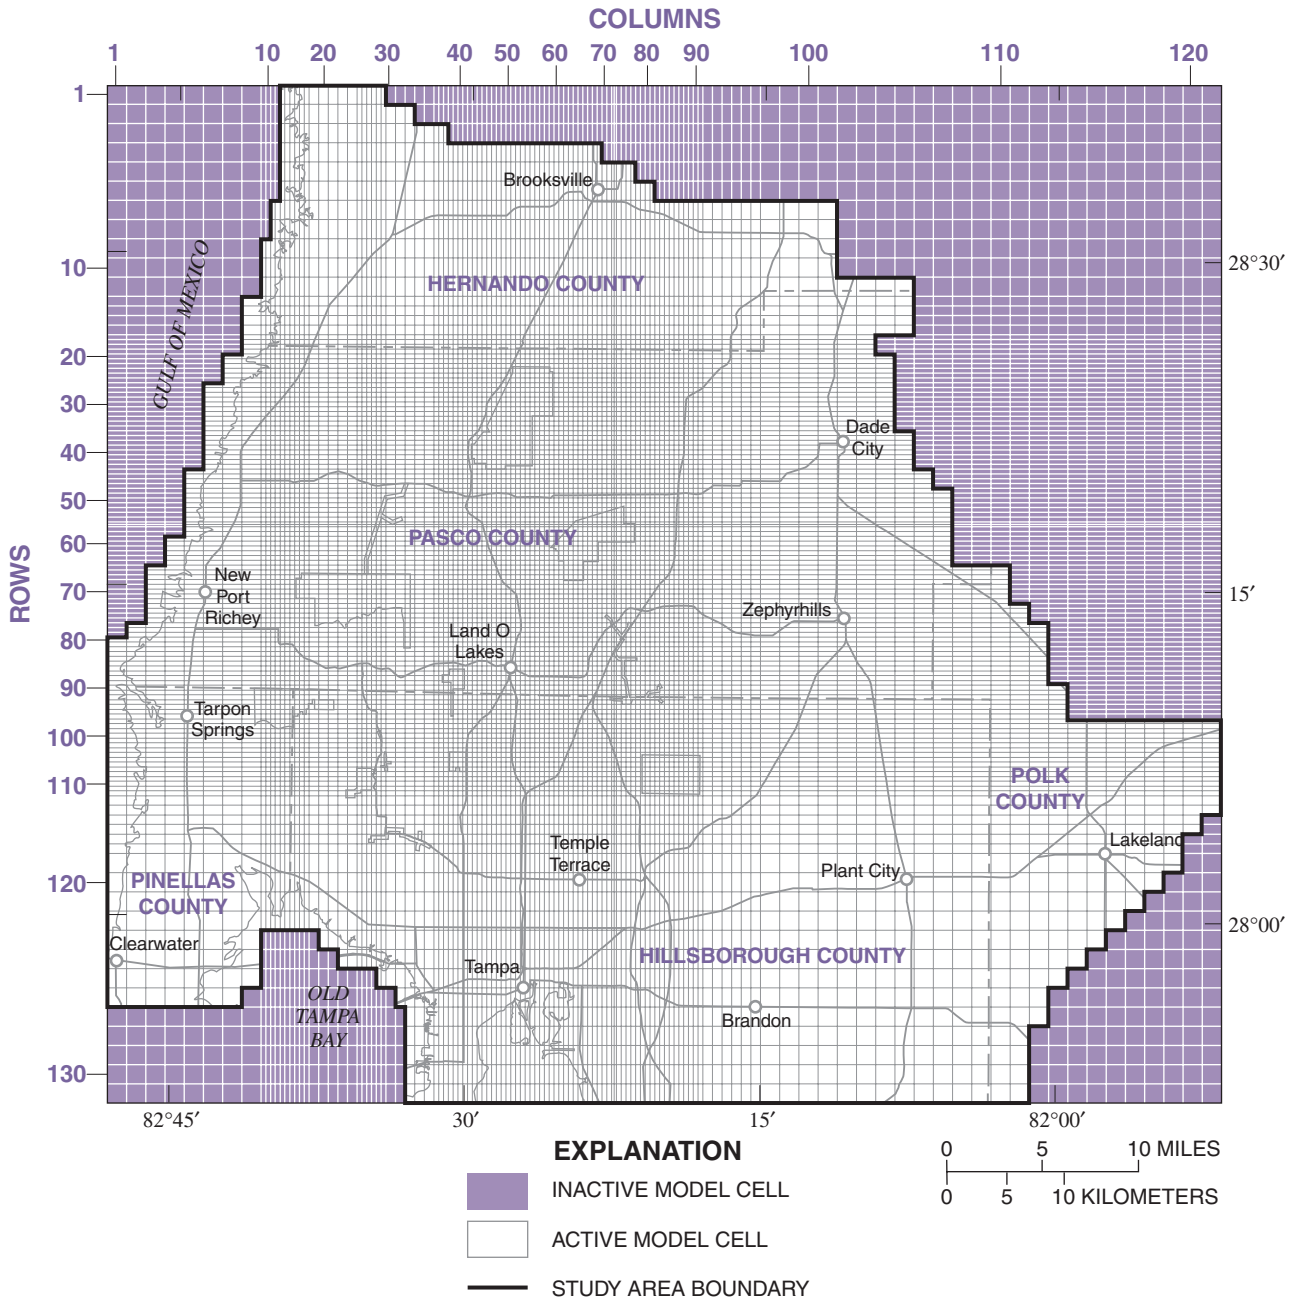 COLUMNS
1 10 20 30 40 50 60 70 80 90 100 110 120
ROWS
1
10
20
30
40
50
60
70
80
90
100
110
120
130
28°30′
15′
28°00′
Brooksville
HERNANDO COUNTY
GULF OF MEXICO
Dade
City
PASCO COUNTY
New
Port
Richey
Zephyrhills
Land O
Lakes
Tarpon
Springs
POLK
COUNTY
Lakeland
Temple
Terrace
Plant City
PINELLAS
COUNTY
Clearwater
HILLSBOROUGH COUNTY
Tampa
OLD
TAMPA
BAY
Brandon
82°45′ 30′ 15′ 82°00′
EXPLANATION
INACTIVE MODEL CELL
ACTIVE MODEL CELL
STUDY AREA BOUNDARY
0 5 10 MILES
0 5 10 KILOMETERS